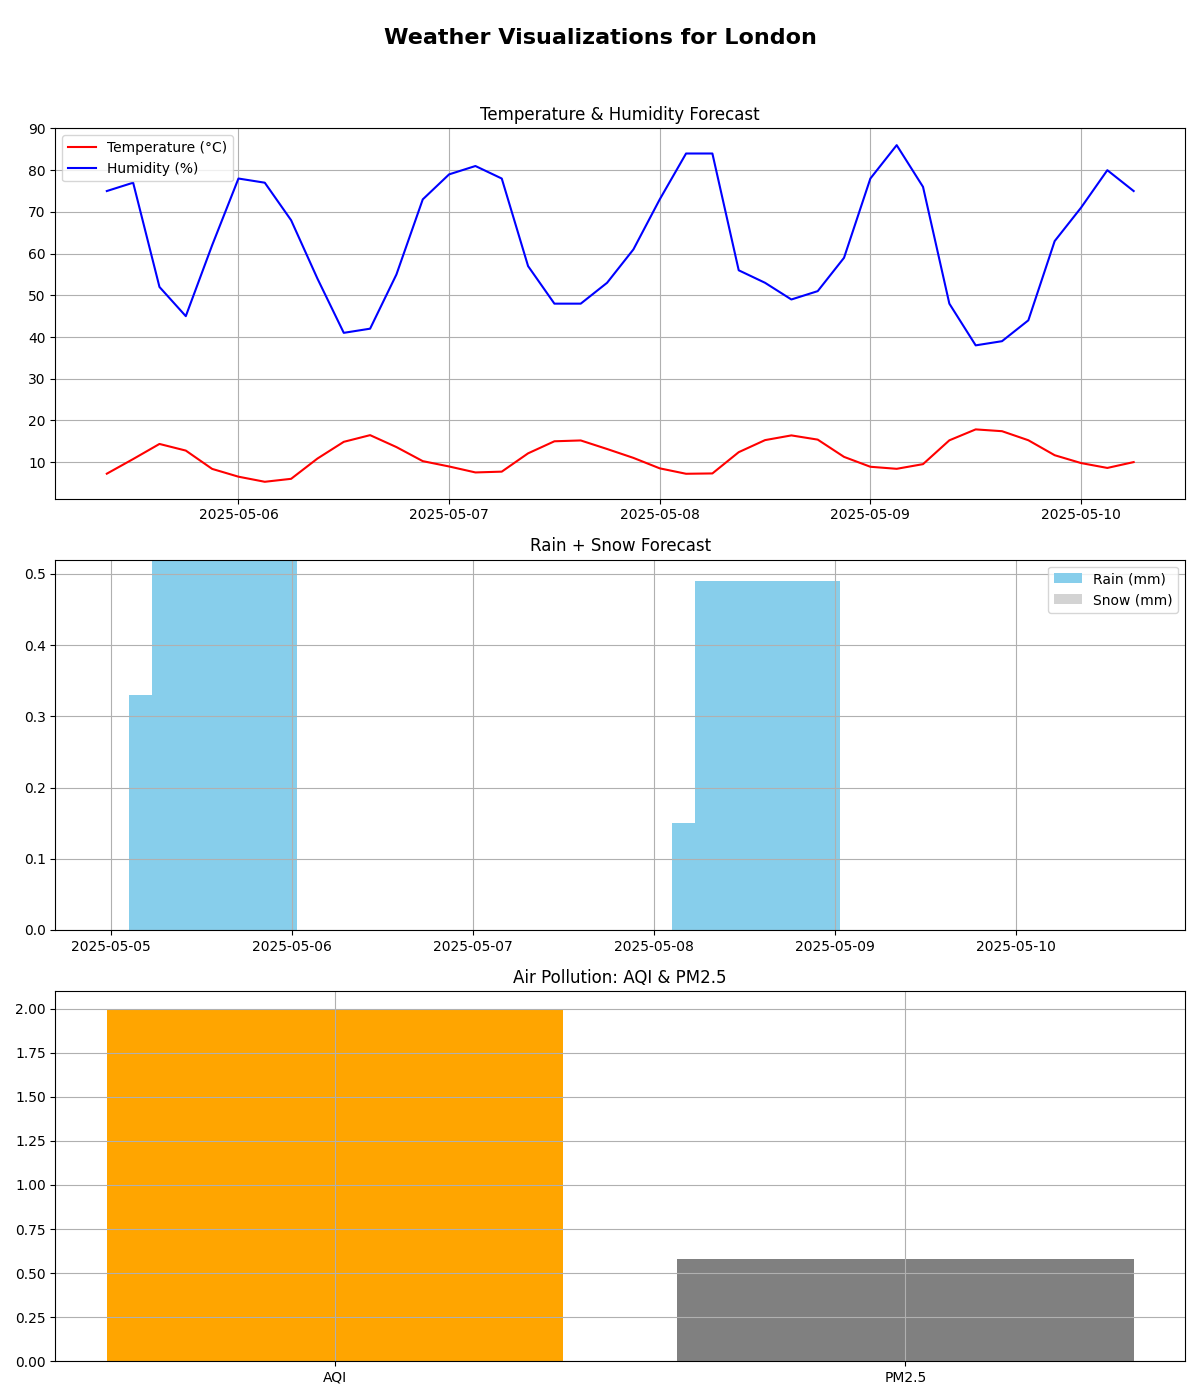 Weather Visualizations for London
Temperature & Humidity Forecast
Temperature (°C)
Humidity (%)
90
80
70
60
50
40
30
20
10
2025-05-06 2025-05-07 2025-05-08 2025-05-09 2025-05-10
Rain + Snow Forecast
Rain (mm)
Snow (mm)
0.5
0.4
0.3
0.2
0.1
0.0
2025-05-05 2025-05-06 2025-05-07 2025-05-08 2025-05-09 2025-05-10
Air Pollution: AQI & PM2.5
2.00
1.75
1.50
1.25
1.00
0.75
0.50
0.25
0.00
AQI PM2.5